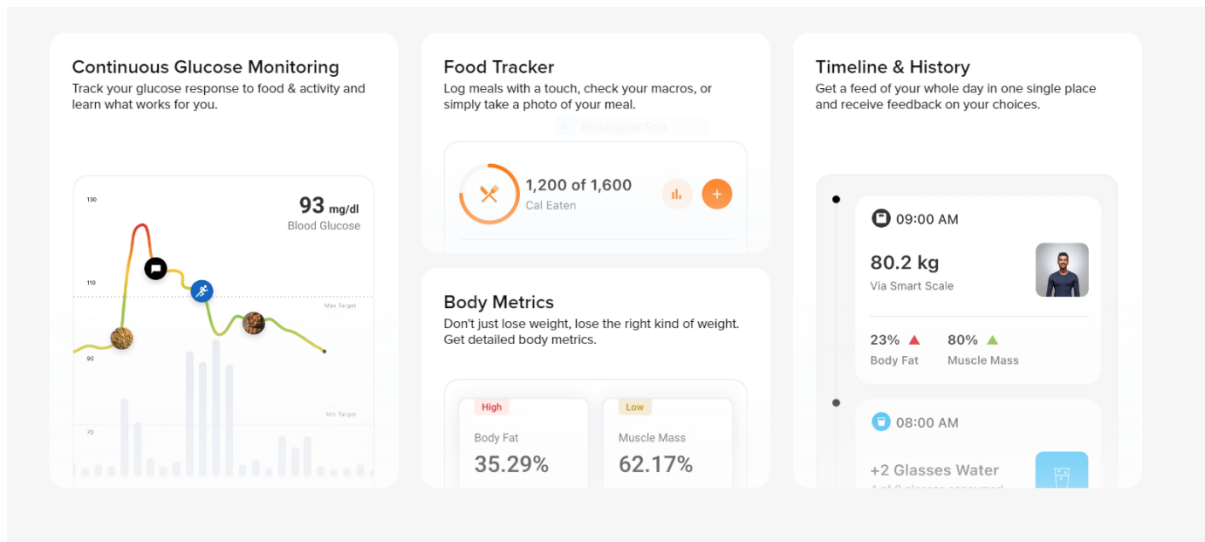 Continuous Glucose Monitoring
Track your glucose response to food & activity and
learn what works for you.
130
93 mg/dl
Blood Glucose
110
Max Target
90
Min Target
70
Food Tracker
Log meals with a touch, check your macros, or
simply take a photo of your meal.
Rectangular Snip
1,200 of 1,600
Cal Eaten
Body Metrics
Don't just lose weight, lose the right kind of weight.
Get detailed body metrics.
High
Body Fat
35.29%
Low
Muscle Mass
62.17%
Timeline & History
Get a feed of your whole day in one single place
and receive feedback on your choices.
09:00 AM
80.2 kg
Via Smart Scale
23%
Body Fat
80%
Muscle Mass
08:00 AM
+2 Glasses Water